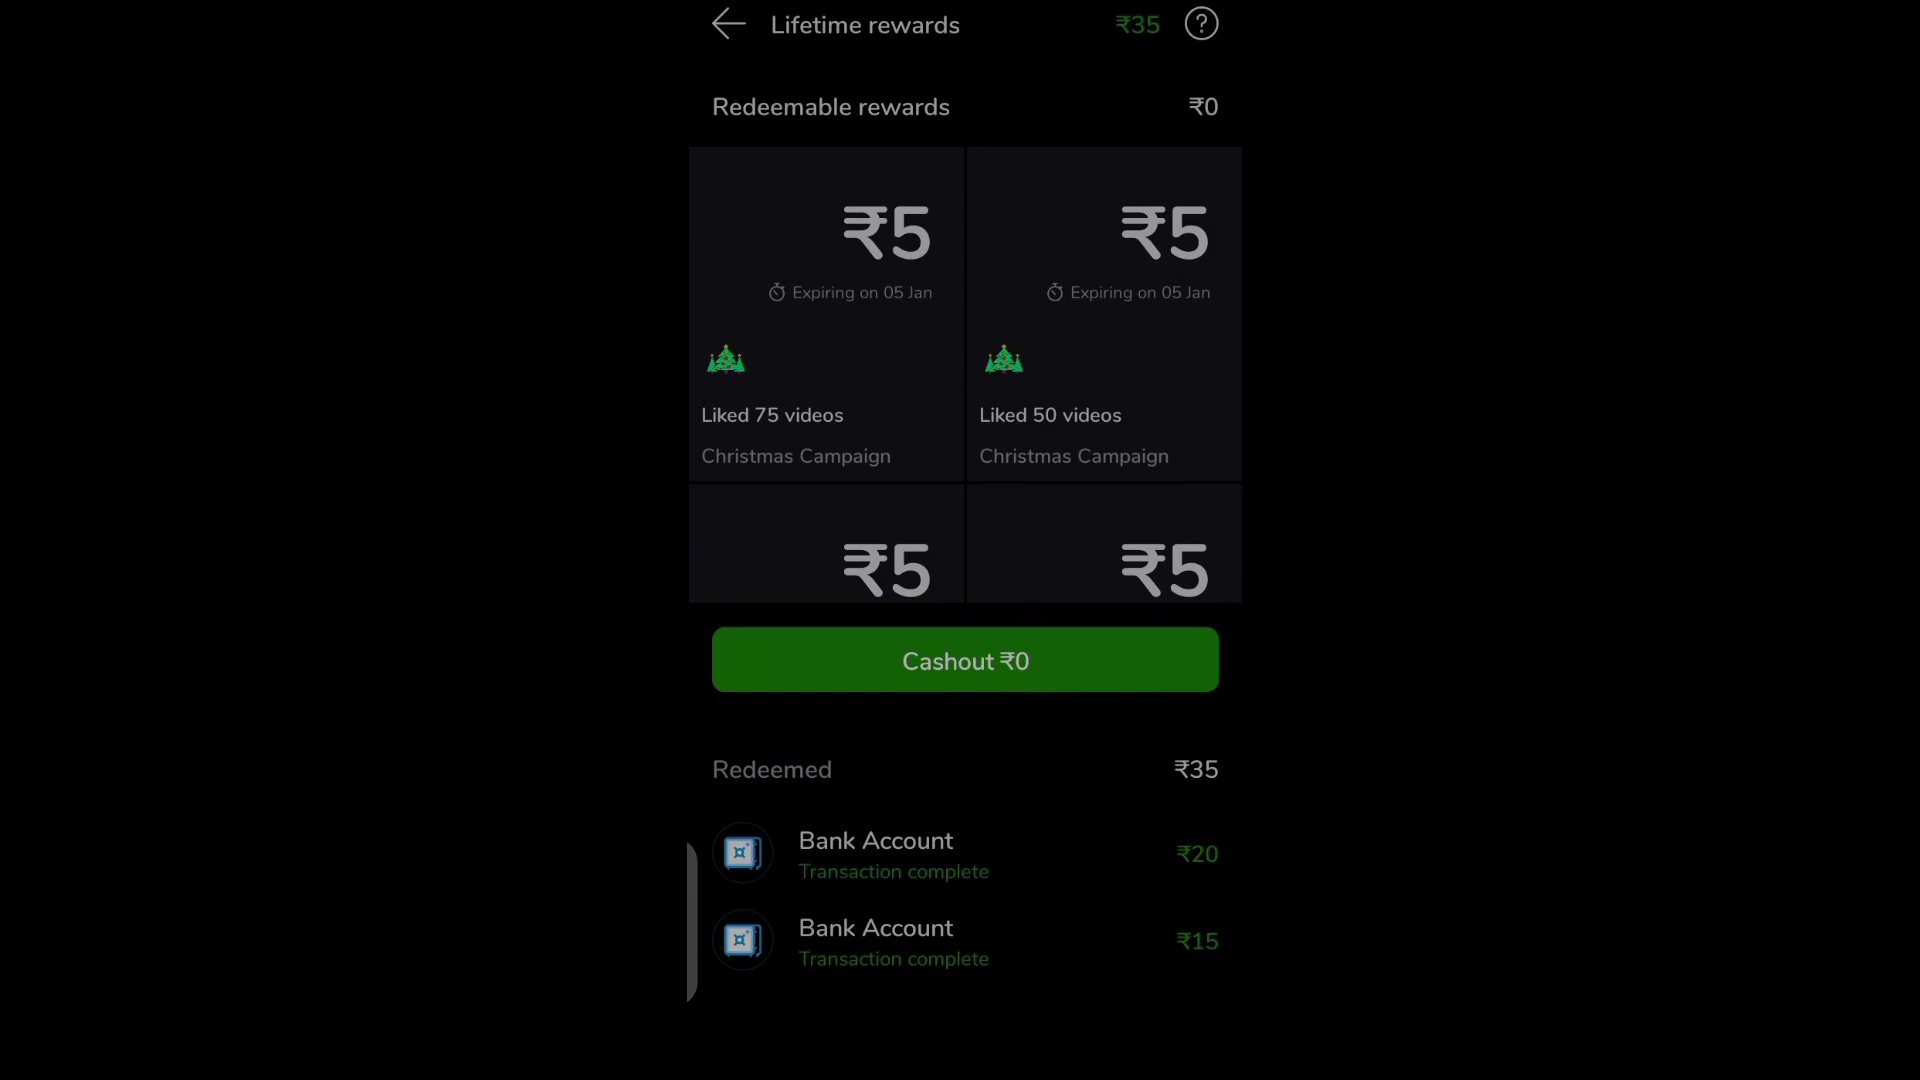 Lifetime rewards ₹35 ?
Redeemable rewards ₹0
₹5 ₹5
Expiring on 05 Jan Expiring on 05 Jan
Liked 75 videos Liked 50 videos
Christmas Campaign Christmas Campaign
₹5 ₹5
Cashout ₹0
Redeemed ₹35
Bank Account
Transaction complete ₹20
Bank Account
Transaction complete ₹15